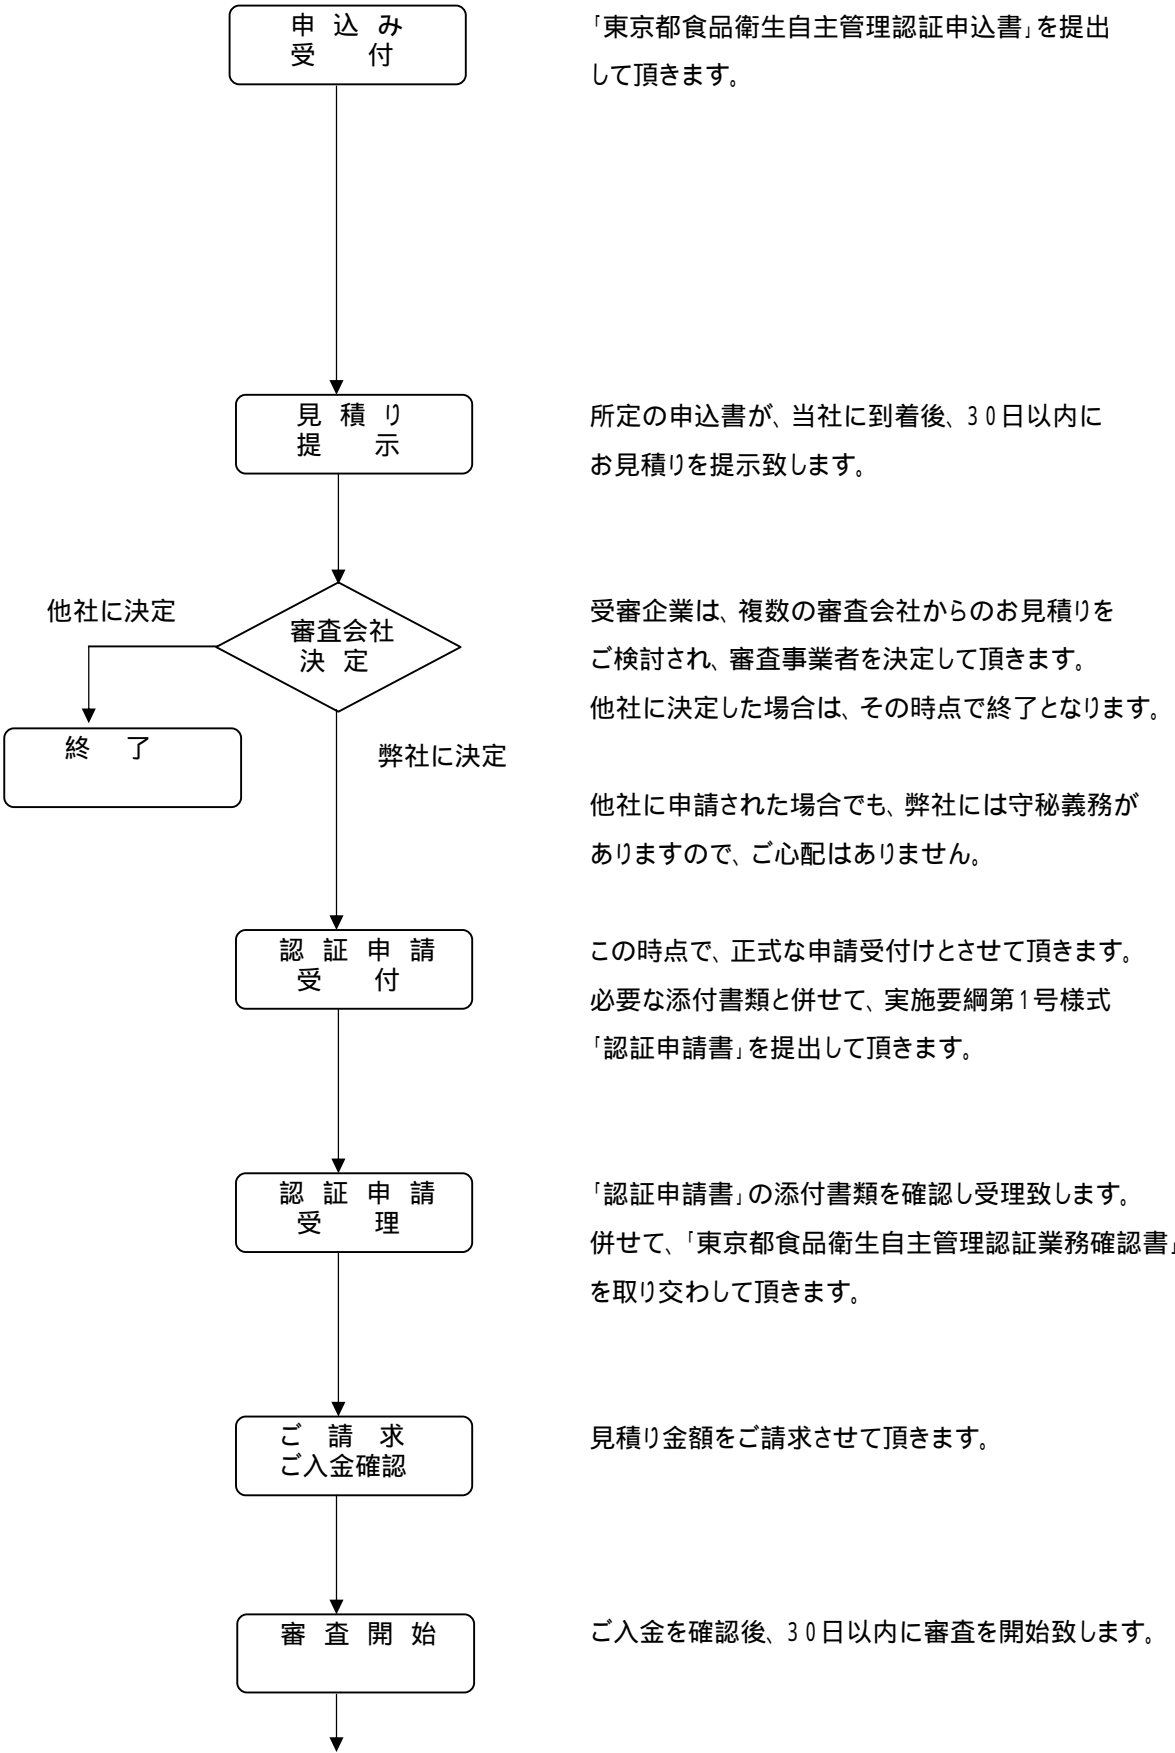 申 込 み
受 付
「東京都食品衛生自主管理認証申込書」を提出
して頂きます。
見 積 り
提 示
所定の申込書が、当社に到着後、30日以内に
お見積りを提示致します。
他社に決定
審査会社
決 定
受審企業は、複数の審査会社からのお見積りを
ご検討され、審査事業者を決定して頂きます。
他社に決定した場合は、その時点で終了となります。
終 了
弊社に決定
他社に申請された場合でも、弊社には守秘義務が
ありますので、ご心配はありません。
認 証 申 請
受 付
この時点で、正式な申請受付けとさせて頂きます。
必要な添付書類と併せて、実施要綱第1号様式
「認証申請書」を提出して頂きます。
認 証 申 請
受 理
「認証申請書」の添付書類を確認し受理致します。
併せて、「東京都食品衛生自主管理認証業務確認書」
を取り交わして頂きます。
ご 請 求
ご入金確認
見積り金額をご請求させて頂きます。
審 査 開 始
ご入金を確認後、30日以内に審査を開始致します。